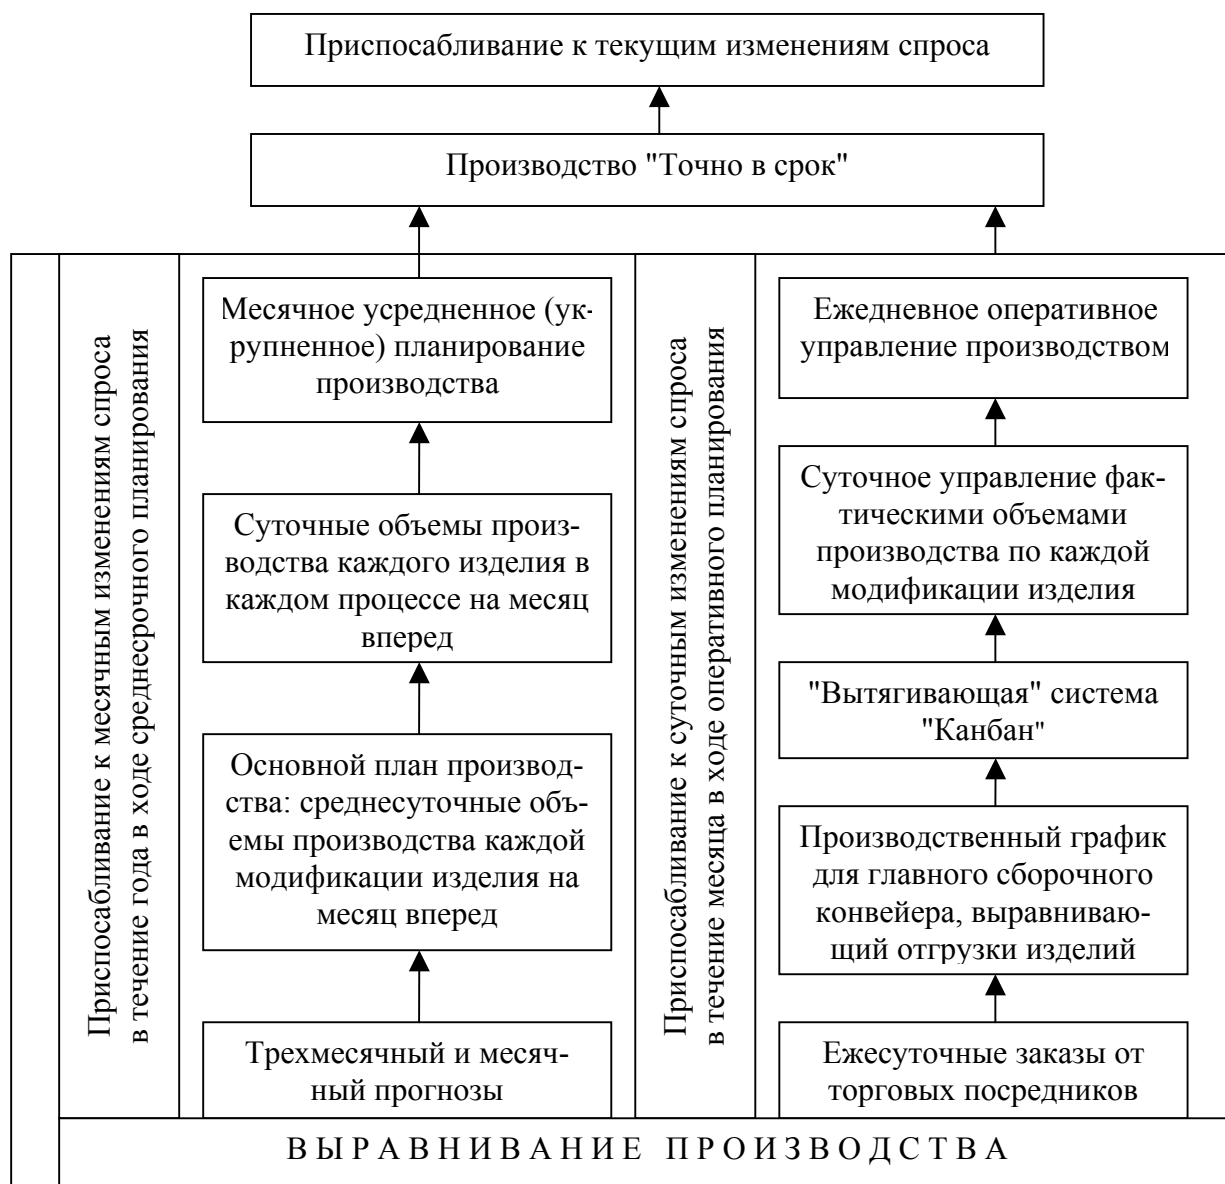 Приспосабливание к текущим изменениям спроса
Производство "Точно в срок"
Приспосабливание к месячным изменениям спроса
в течение года в ходе среднесрочного планирования
Месячное усредненное (ук-
рупненное) планирование
производства
Суточные объемы произ-
водства каждого изделия в
каждом процессе на месяц
вперед
Основной план производ-
ства: среднесуточные объ-
емы производства каждой
модификации изделия на
месяц вперед
Трехмесячный и месяч-
ный прогнозы
Приспосабливание к суточным изменениям спроса
в течение месяца в ходе оперативного планирования
Ежедневное оперативное
управление производством
Суточное управление фак-
тическими объемами
производства по каждой
модификации изделия
"Вытягивающая" система
"Канбан"
Производственный график
для главного сборочного
конвейера, выравниваю-
щий отгрузки изделий
Ежесуточные заказы от
торговых посредников
ВЫРАВНИВАНИЕ ПРОИЗВОДСТВА